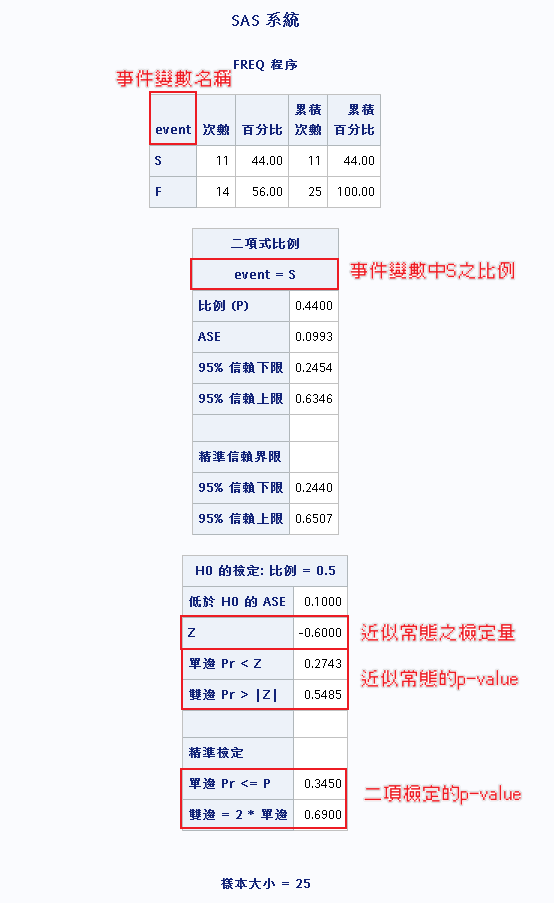 SAS 系統
FREQ 程序
事件變數名稱
event 次數 百分比 累積次數 累積百分比
S 11 44.00 11 44.00
F 14 56.00 25 100.00
二項式比例
event = S 事件變數中S之比例
比例 (P) 0.4400
ASE 0.0993
95% 信賴下限 0.2454
95% 信賴上限 0.6346
精準信賴界限
95% 信賴下限 0.2440
95% 信賴上限 0.6507
H0 的檢定: 比例 = 0.5
低於 H0 的 ASE 0.1000
Z -0.6000 近似常態之檢定量
單邊 Pr < Z 0.2743
近似常態的p-value
雙邊 Pr > |Z| 0.5485
精準檢定
單邊 Pr <= P 0.3450
二項檢定的p-value
雙邊 = 2 * 單邊 0.6900
樣本大小 = 25